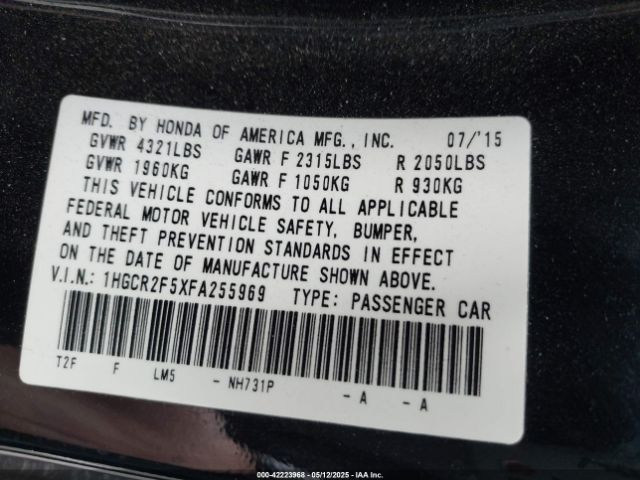 MFD. BY HONDA OF AMERICA MFG., INC. 07/'15
GVWR 4321LBS GAWR F 2315LBS R 2050LBS
GVWR 1960KG GAWR F 1050KG R 930KG
THIS VEHICLE CONFORMS TO ALL APPLICABLE
FEDERAL MOTOR VEHICLE SAFETY, BUMPER,
AND THEFT PREVENTION STANDARDS IN EFFECT
ON THE DATE OF MANUFACTURE SHOWN ABOVE.
V.I.N.: 1HGCR2F5XFA255969 TYPE: PASSENGER CAR
T2F F LM5 - NH731P - A - A
000-42223968 - 05/12/2025 - IAA Inc.